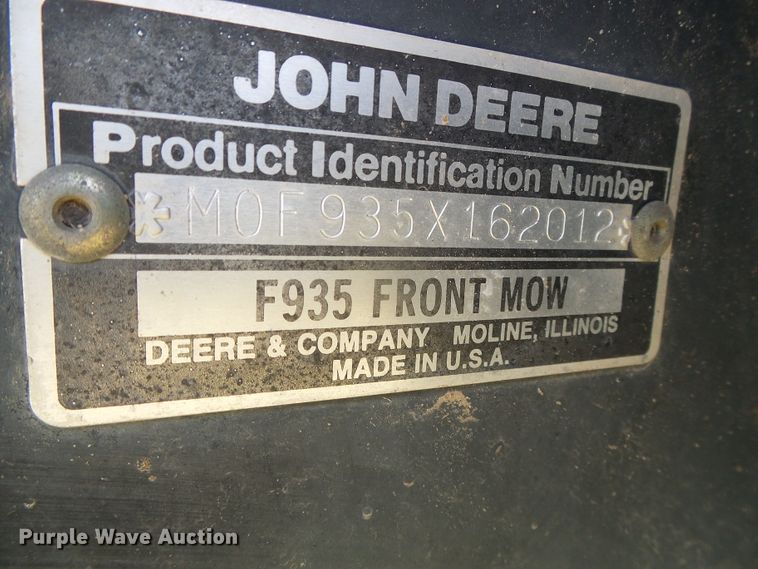 JOHN DEERE
Product Identification Number
*M0F935X162012*
F935 FRONT MOW
DEERE & COMPANY MOLINE, ILLINOIS
MADE IN U.S.A.
Purple Wave Auction